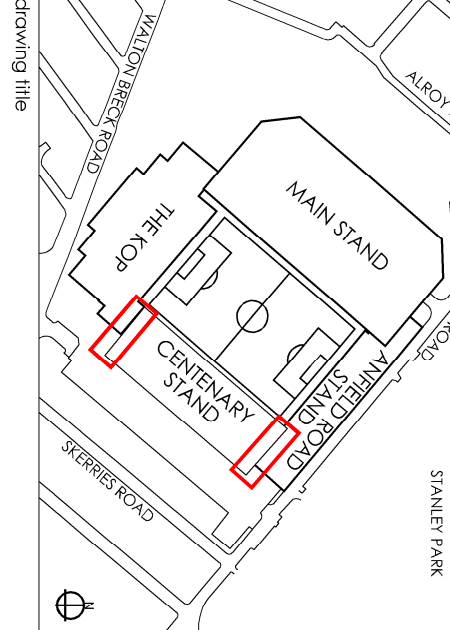 drawing title
WALTON BRECK ROAD
ALROY
MAIN STAND
THE KOP
ROAD
CENTENARY
STAND
ANFIELD ROAD
STAND
SKERRIES ROAD
STANLEY PARK
N